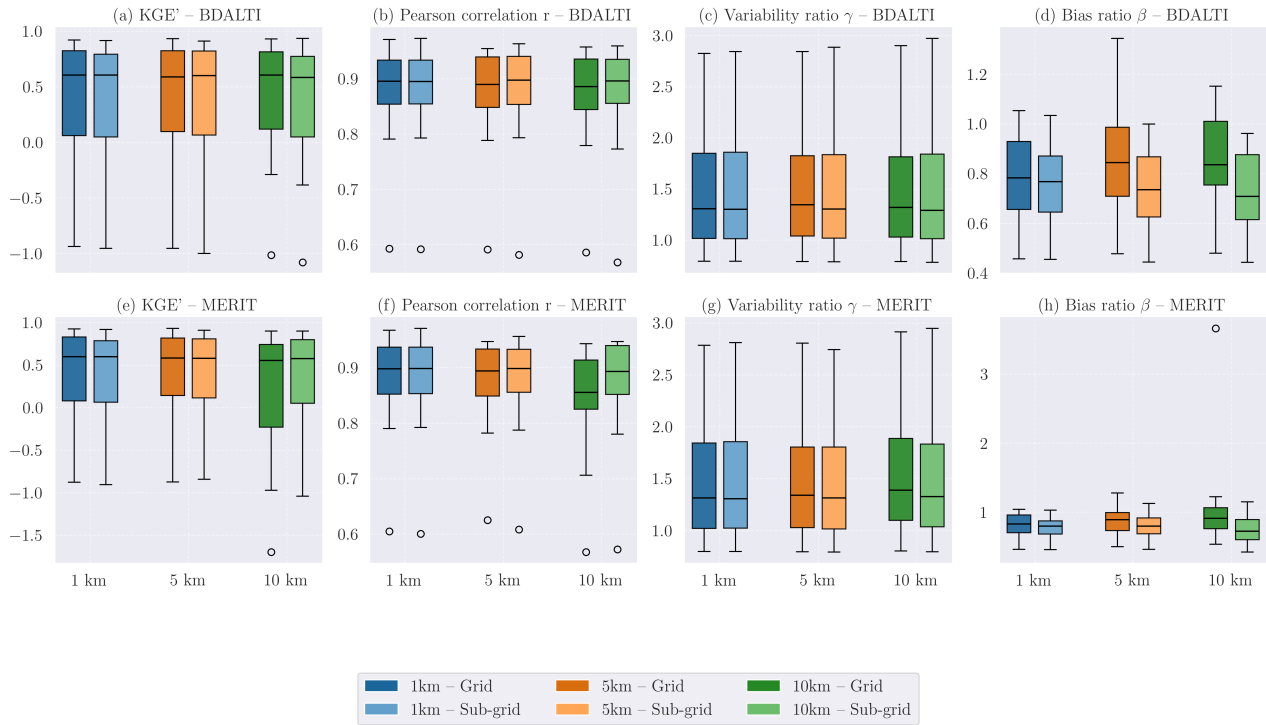 (a) KGE' – BDALTI
(b) Pearson correlation r – BDALTI
(c) Variability ratio γ – BDALTI
(d) Bias ratio β – BDALTI
1.0
0.5
0.0
−0.5
−1.0
0.9
0.8
0.7
0.6
3.0
2.5
2.0
1.5
1.0
1.2
1.0
0.8
0.6
0.4
(e) KGE' – MERIT
(f) Pearson correlation r – MERIT
(g) Variability ratio γ – MERIT
(h) Bias ratio β – MERIT
1.0
0.5
0.0
−0.5
−1.0
−1.5
0.9
0.8
0.7
0.6
3.0
2.5
2.0
1.5
1.0
3
2
1
1 km 5 km 10 km
1 km 5 km 10 km
1 km 5 km 10 km
1 km 5 km 10 km
1km – Grid
1km – Sub-grid
5km – Grid
5km – Sub-grid
10km – Grid
10km – Sub-grid